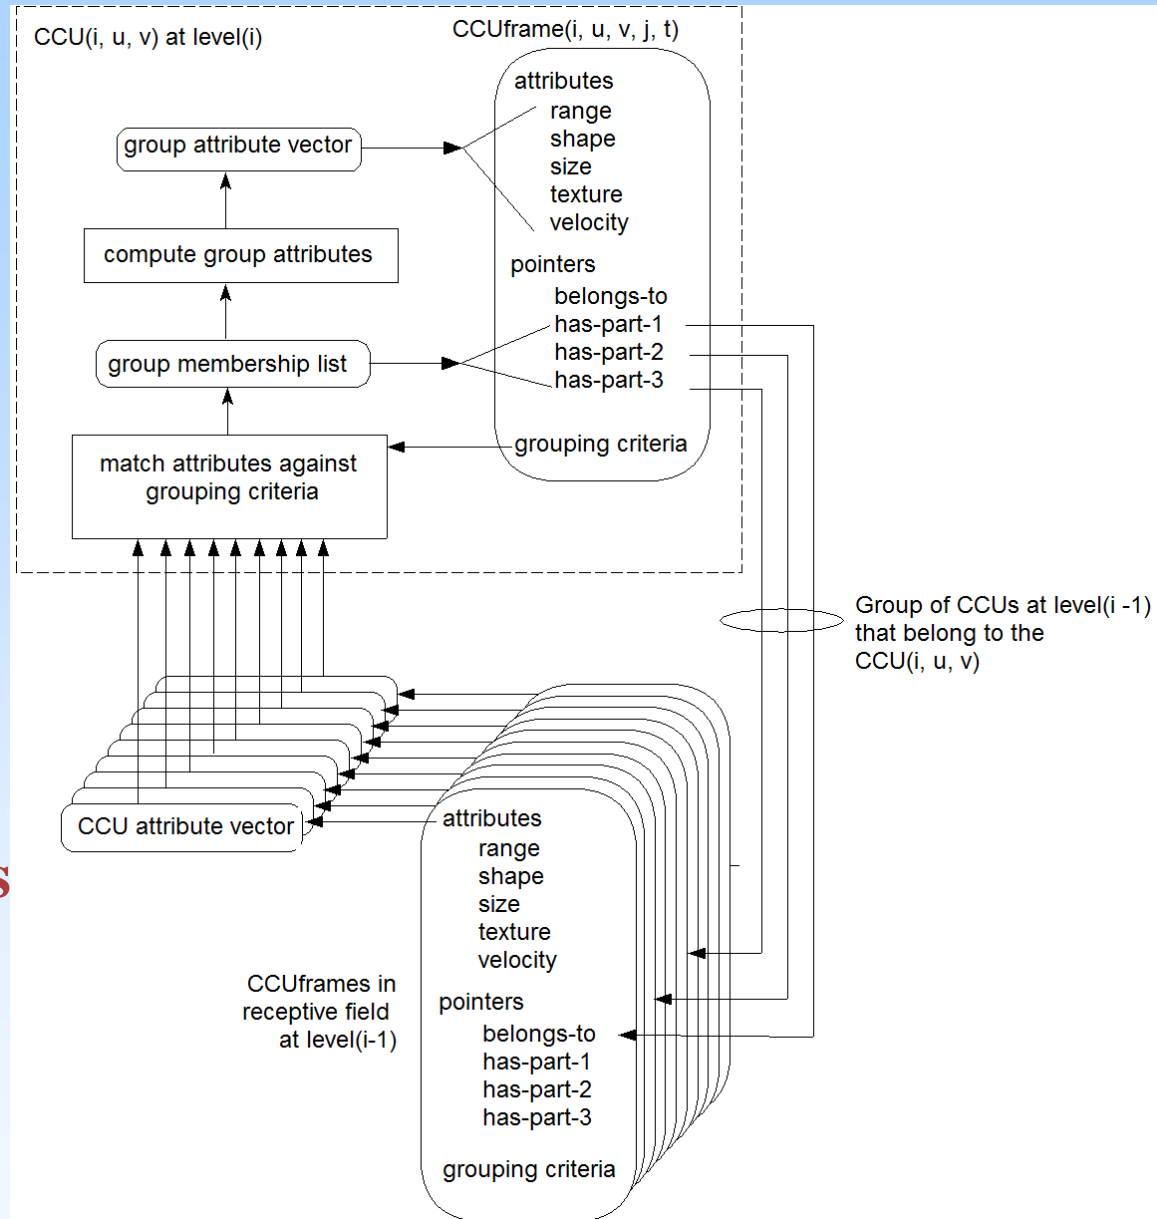 CCU(i, u, v) at level(i)
CCUframe(i, u, v, j, t)
attributes
range
shape
size
texture
velocity
group attribute vector
compute group attributes
pointers
belongs-to
has-part-1
has-part-2
has-part-3
group membership list
grouping criteria
match attributes against
grouping criteria
Group of CCUs at level(i -1)
that belong to the
CCU(i, u, v)
CCU attribute vector
attributes
range
shape
size
texture
velocity
CCUframes in
receptive field
at level(i-1)
pointers
belongs-to
has-part-1
has-part-2
has-part-3
grouping criteria
s